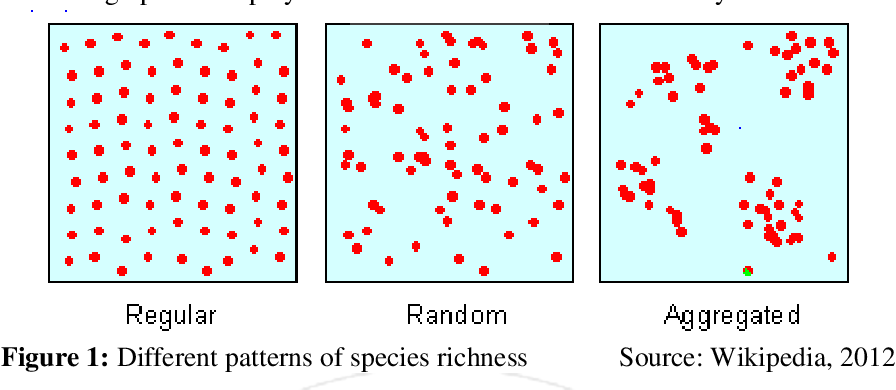 Regular
Random
Aggregated
Figure 1: Different patterns of species richness Source: Wikipedia, 2012